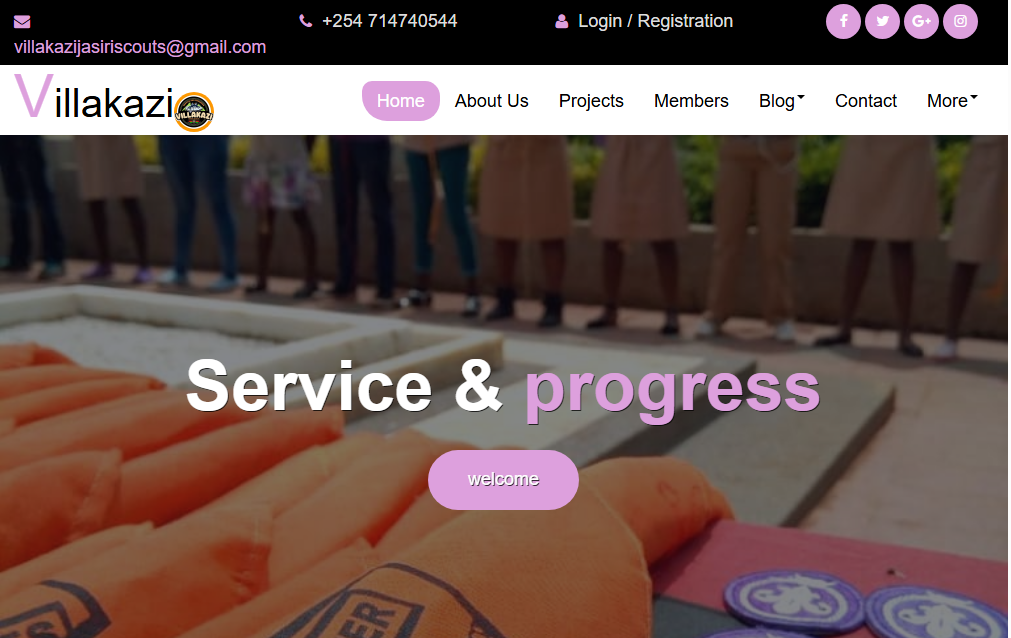 +254 714740544
Login / Registration
villakazijasiriscouts@gmail.com
Villakazi
VILLAKAZI
Home
About Us
Projects
Members
Blog
Contact
More
Service & progress
welcome